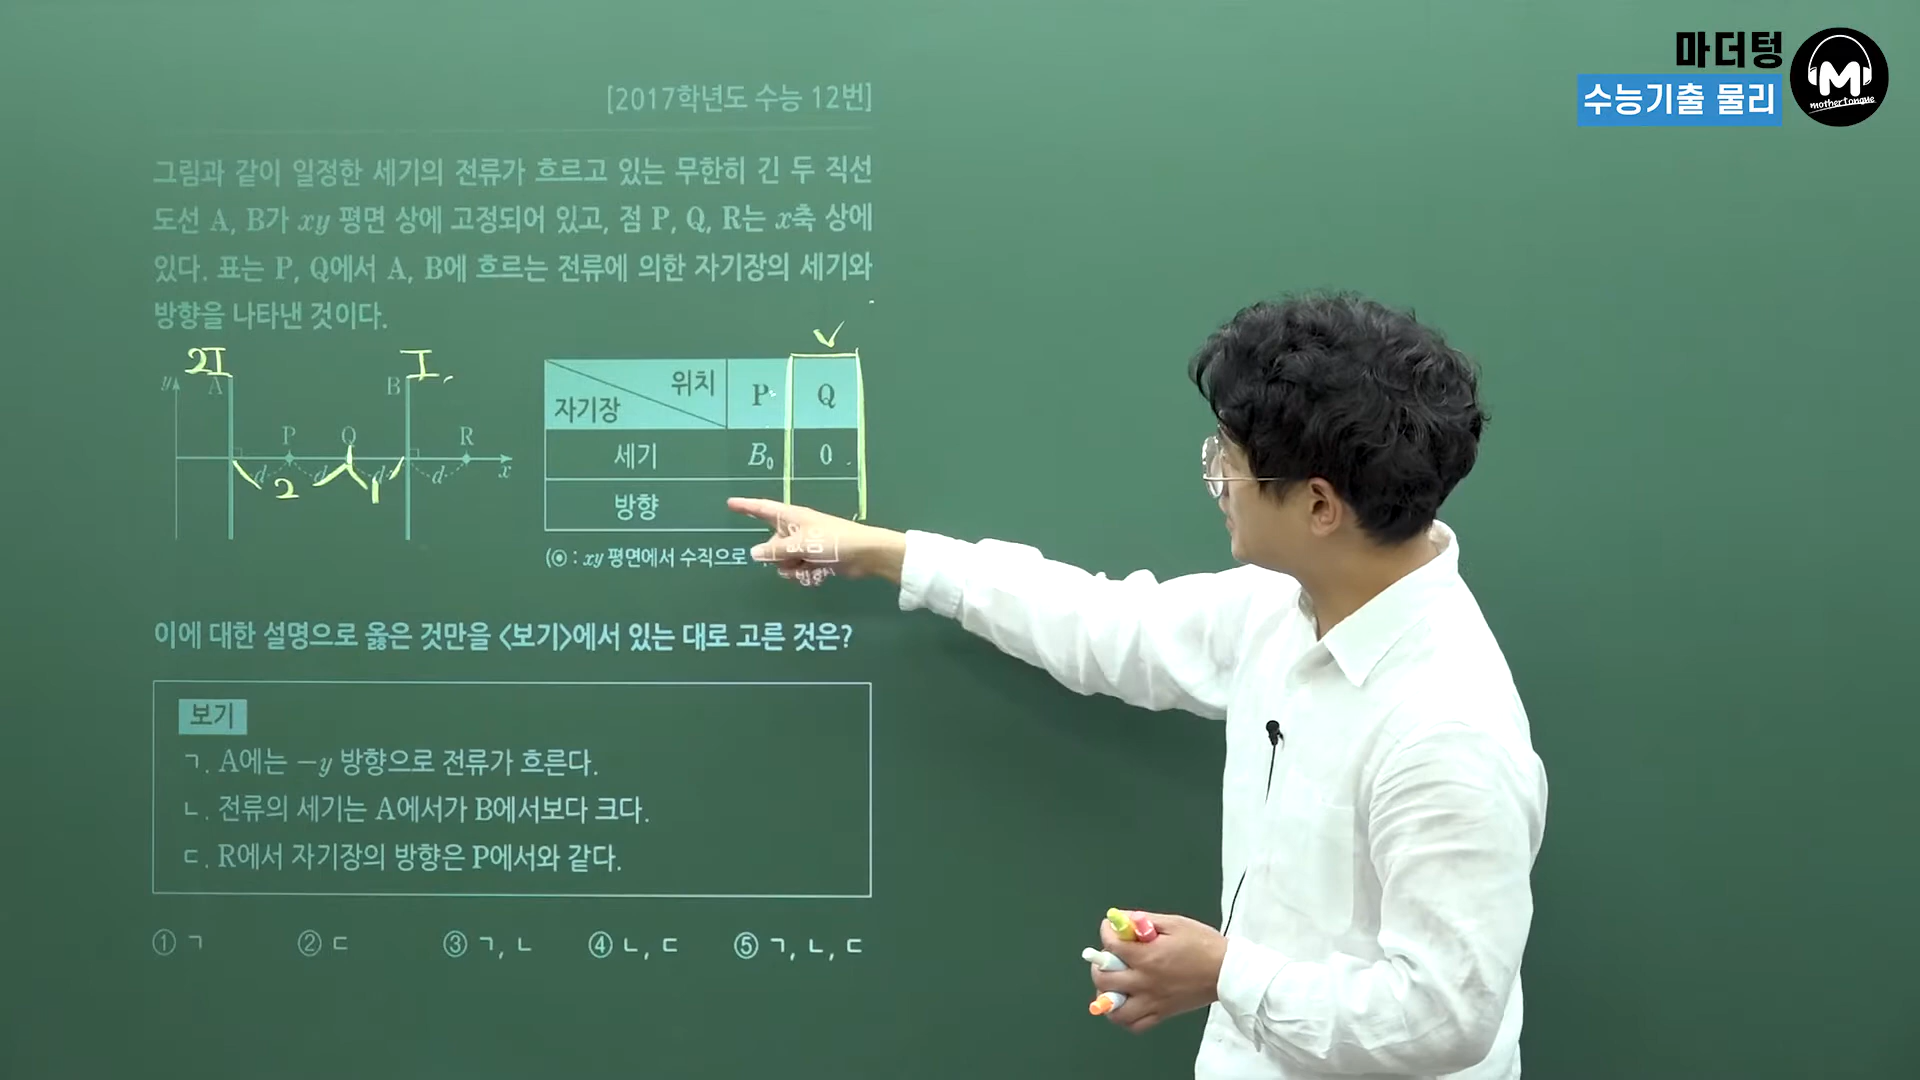 마더텅
수능기출 물리
mothertongue
[2017학년도 수능 12번]
그림과 같이 일정한 세기의 전류가 흐르고 있는 무한히 긴 두 직선
도선 A, B가 xy 평면 상에 고정되어 있고, 점 P, Q, R는 x축 상에
있다. 표는 P, Q에서 A, B에 흐르는 전류에 의한 자기장의 세기와
방향을 나타낸 것이다.
2I I
y A B
P Q R
d d d d x
2 1
위치 P Q
자기장
세기 B₀ 0
방향 없음
(⊙ : xy 평면에서 수직으로
이에 대한 설명으로 옳은 것만을 <보기>에서 있는 대로 고른 것은?
보기
ㄱ. A에는 −y 방향으로 전류가 흐른다.
ㄴ. 전류의 세기는 A에서가 B에서보다 크다.
ㄷ. R에서 자기장의 방향은 P에서와 같다.
① ㄱ ② ㄷ ③ ㄱ, ㄴ ④ ㄴ, ㄷ ⑤ ㄱ, ㄴ, ㄷ